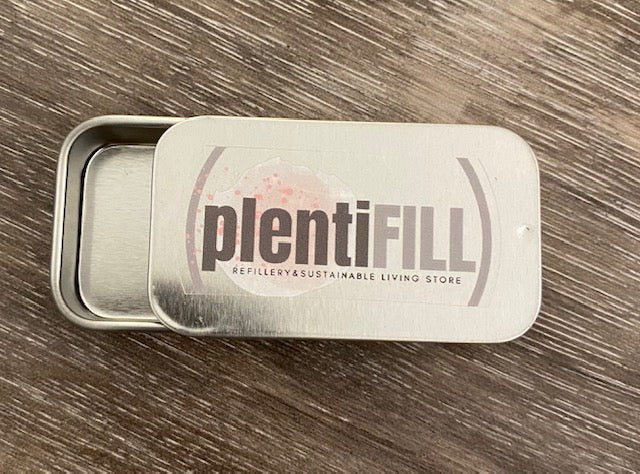 (plentiFILL)
REFILLERY&SUSTAINABLE LIVING STORE